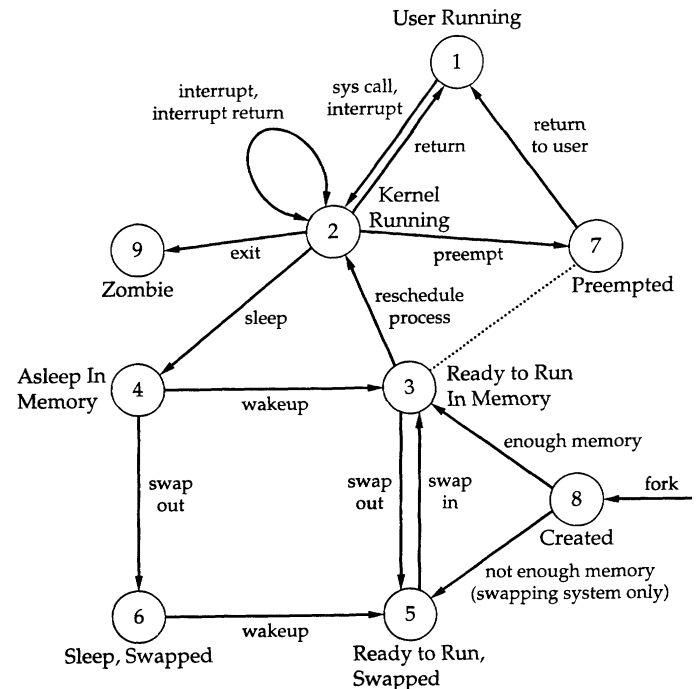 User Running
1
interrupt,
interrupt return
sys call,
interrupt
return
return
to user
Kernel
Running
2
9
exit
Zombie
preempt
7
Preempted
sleep
reschedule
process
Asleep In
Memory
4
wakeup
3
Ready to Run
In Memory
enough memory
swap
out
swap
out
swap
in
8
fork
Created
not enough memory
(swapping system only)
6
wakeup
5
Sleep, Swapped
Ready to Run,
Swapped